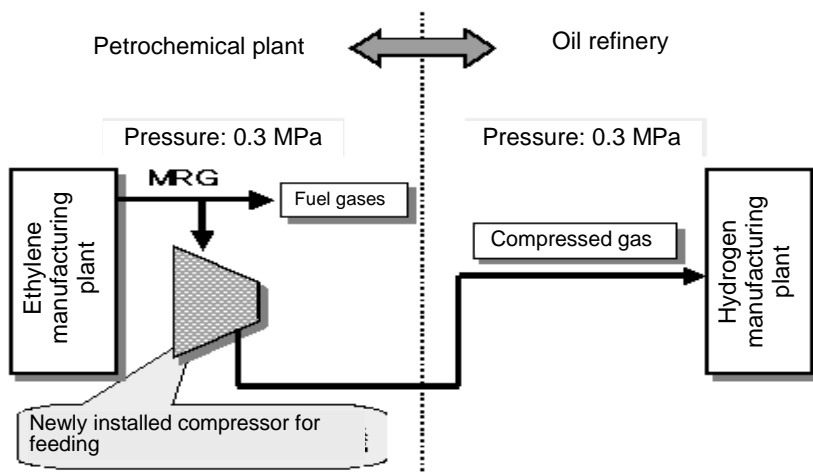 Petrochemical plant
Oil refinery
Pressure: 0.3 MPa
Pressure: 0.3 MPa
MRG
Fuel gases
Ethylene
manufacturing
plant
Compressed gas
Hydrogen
manufacturing
plant
Newly installed compressor for
feeding